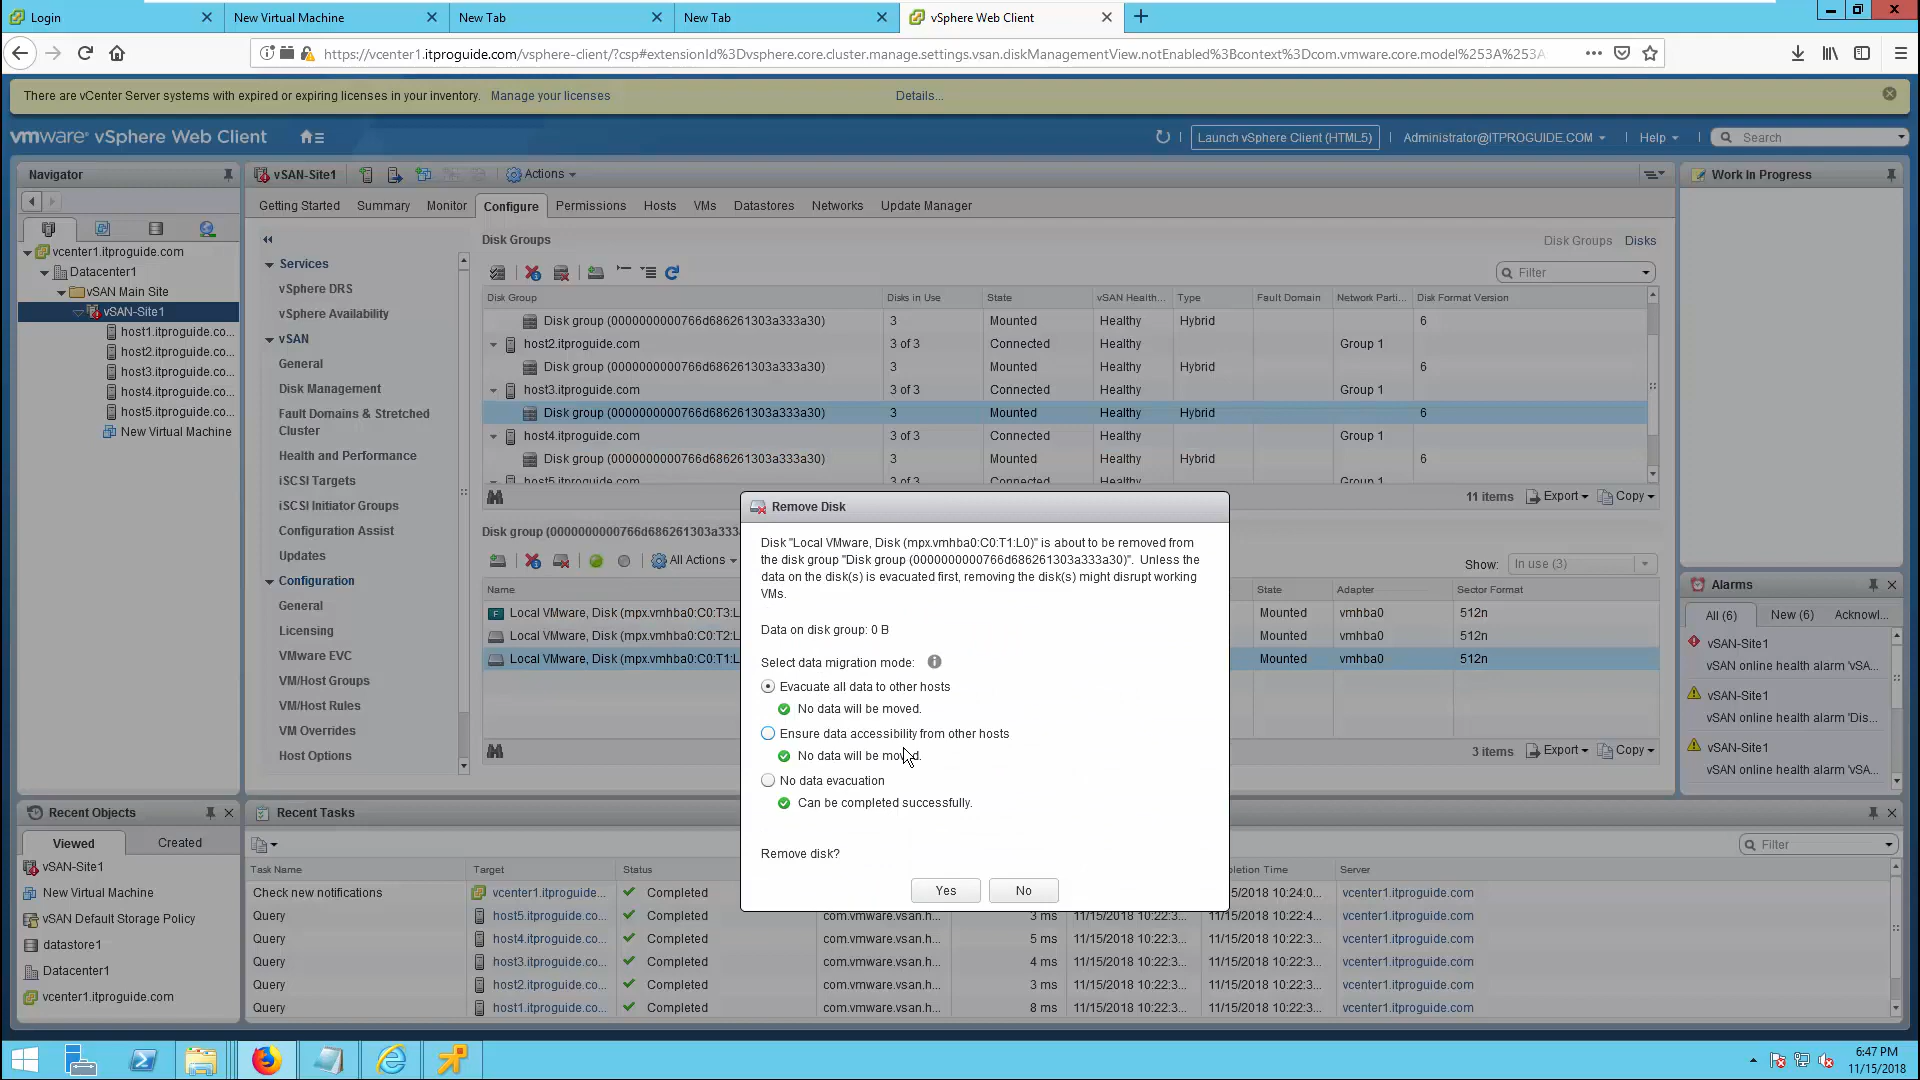 Login
New Virtual Machine
New Tab
New Tab
vSphere Web Client
https://vcenter1.itproguide.com/vsphere-client/?csp#extensionId%3Dvsphere.core.cluster.manage.settings.vsan.diskManagementView.notEnabled%3Bcontext%3Dcom.vmware.core.model%253A%253A
There are vCenter Server systems with expired or expiring licenses in your inventory. Manage your licenses Details...
vmware® vSphere Web Client
Launch vSphere Client (HTML5)
Administrator@ITPROGUIDE.COM
Help
Search
Navigator
vcenter1.itproguide.com
Datacenter1
vSAN Main Site
vSAN-Site1
host1.itproguide.co...
host2.itproguide.co...
host3.itproguide.co...
host4.itproguide.co...
host5.itproguide.co...
New Virtual Machine
vSAN-Site1
Actions
Getting Started Summary Monitor Configure Permissions Hosts VMs Datastores Networks Update Manager
Services
vSphere DRS
vSphere Availability
vSAN
General
Disk Management
Fault Domains & Stretched
Cluster
Health and Performance
iSCSI Targets
iSCSI Initiator Groups
Configuration Assist
Updates
Configuration
General
Licensing
VMware EVC
VM/Host Groups
VM/Host Rules
VM Overrides
Host Options
Disk Groups
Disk Groups Disks
Filter
Disk Group Disks in Use State vSAN Health... Type Fault Domain Network Parti... Disk Format Version
Disk group (0000000000766d686261303a333a30) 3 Mounted Healthy Hybrid 6
host2.itproguide.com 3 of 3 Connected Healthy Group 1
Disk group (0000000000766d686261303a333a30) 3 Mounted Healthy Hybrid 6
host3.itproguide.com 3 of 3 Connected Healthy Group 1
Disk group (0000000000766d686261303a333a30) 3 Mounted Healthy Hybrid 6
host4.itproguide.com 3 of 3 Connected Healthy Group 1
Disk group (0000000000766d686261303a333a30) 3 Mounted Healthy Hybrid 6
host5.itproguide.com 3 of 3 Connected Healthy Group 1
11 items Export Copy
Disk group (0000000000766d686261303a333
All Actions
Show: In use (3)
Name State Adapter Sector Format
Local VMware, Disk (mpx.vmhba0:C0:T3:L Mounted vmhba0 512n
Local VMware, Disk (mpx.vmhba0:C0:T2:L Mounted vmhba0 512n
Local VMware, Disk (mpx.vmhba0:C0:T1:L Mounted vmhba0 512n
3 items Export Copy
Remove Disk
Disk "Local VMware, Disk (mpx.vmhba0:C0:T1:L0)" is about to be removed from
the disk group "Disk group (0000000000766d686261303a333a30)". Unless the
data on the disk(s) is evacuated first, removing the disk(s) might disrupt working
VMs.
Data on disk group: 0 B
Select data migration mode:
Evacuate all data to other hosts
No data will be moved.
Ensure data accessibility from other hosts
No data will be moved.
No data evacuation
Can be completed successfully.
Remove disk?
Yes No
Work In Progress
Alarms
All (6) New (6) Acknowl...
vSAN-Site1
vSAN online health alarm 'vSA...
vSAN-Site1
vSAN online health alarm 'Dis...
vSAN-Site1
vSAN online health alarm 'vSA...
Recent Objects
Viewed Created
vSAN-Site1
New Virtual Machine
vSAN Default Storage Policy
datastore1
Datacenter1
vcenter1.itproguide.com
Recent Tasks
Filter
Task Name Target Status pletion Time Server
Check new notifications vcenter1.itproguide... Completed 5/2018 10:24:0... vcenter1.itproguide.com
Query host5.itproguide.co... Completed com.vmware.vsan.h... 3 ms 11/15/2018 10:22:3... 11/15/2018 10:22:4... vcenter1.itproguide.com
Query host4.itproguide.co... Completed com.vmware.vsan.h... 5 ms 11/15/2018 10:22:3... 11/15/2018 10:22:3... vcenter1.itproguide.com
Query host3.itproguide.co... Completed com.vmware.vsan.h... 4 ms 11/15/2018 10:22:3... 11/15/2018 10:22:3... vcenter1.itproguide.com
Query host2.itproguide.co... Completed com.vmware.vsan.h... 3 ms 11/15/2018 10:22:3... 11/15/2018 10:22:3... vcenter1.itproguide.com
Query host1.itproguide.co... Completed com.vmware.vsan.h... 8 ms 11/15/2018 10:22:3... 11/15/2018 10:22:3... vcenter1.itproguide.com
6:47 PM
11/15/2018